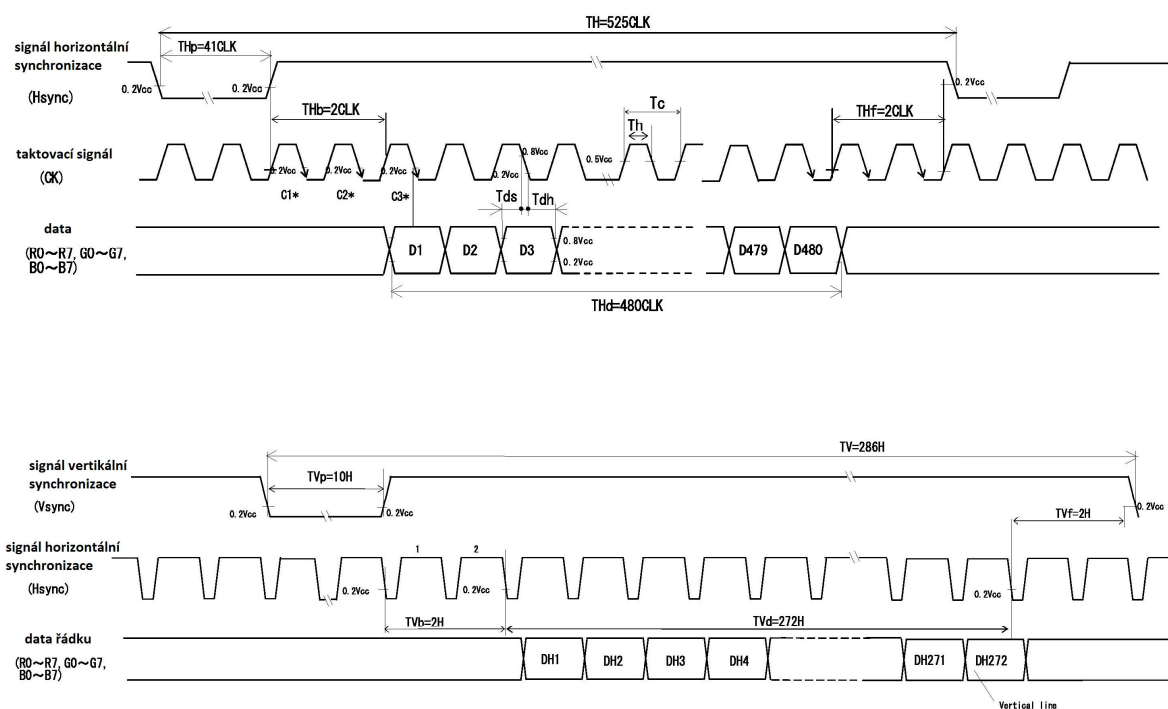 TH=525CLK
signál horizontální
synchronizace
(Hsync)
THp=41CLK
0.2Vcc
0.2Vcc
0.2Vcc
THb=2CLK
Tc
Th
THf=2CLK
taktovací signál
(CK)
0.2Vcc
0.2Vcc
0.2Vcc
0.8Vcc
0.2Vcc
0.5Vcc
C1*
C2*
C3*
Tds
Tdh
data
(R0~R7, G0~G7,
B0~B7)
D1
D2
D3
0.8Vcc
0.2Vcc
D479
D480
THd=480CLK
TV=286H
signál vertikální
synchronizace
(Vsync)
TVp=10H
0.2Vcc
0.2Vcc
0.2Vcc
TVf=2H
signál horizontální
synchronizace
(Hsync)
1
2
0.2Vcc
0.2Vcc
0.2Vcc
TVb=2H
TVd=272H
data řádku
(R0~R7, G0~G7,
B0~B7)
DH1
DH2
DH3
DH4
DH271
DH272
Vertical line